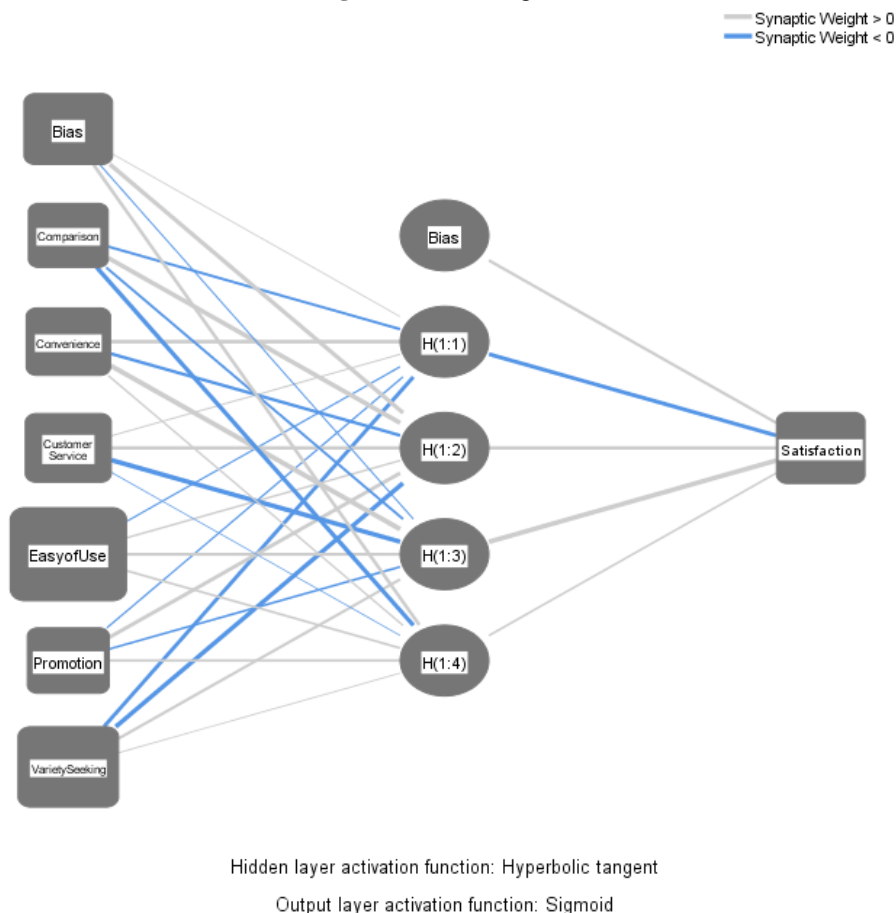 Synaptic Weight > 0
Synaptic Weight < 0
Bias
Comparison
Convenience
Customer
Service
EasyofUse
Promotion
VarietySeeking
Bias
H(1:1)
H(1:2)
H(1:3)
H(1:4)
Satisfaction
Hidden layer activation function: Hyperbolic tangent
Output layer activation function: Sigmoid